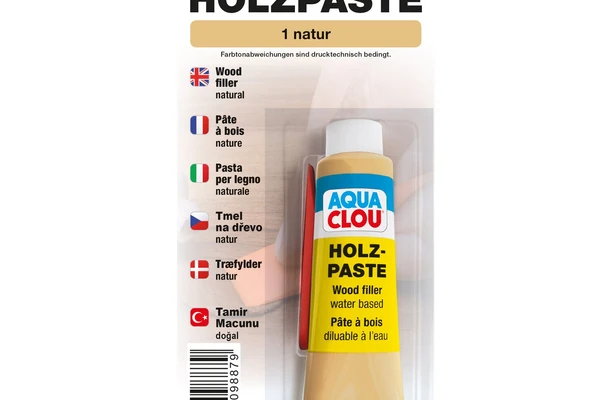 HOLZPASTE
1 natur
Farbtonabweichungen sind drucktechnisch bedingt.
Wood
filler
natural
Pâte
à bois
nature
Pasta
per legno
naturale
Tmel
na dřevo
natur
Træfylder
natur
Tamir
Macunu
doğal
098879
AQUA
CLOU
HOLZ-
PASTE
Wood filler
water based
Pâte à bois
diluable à l'eau